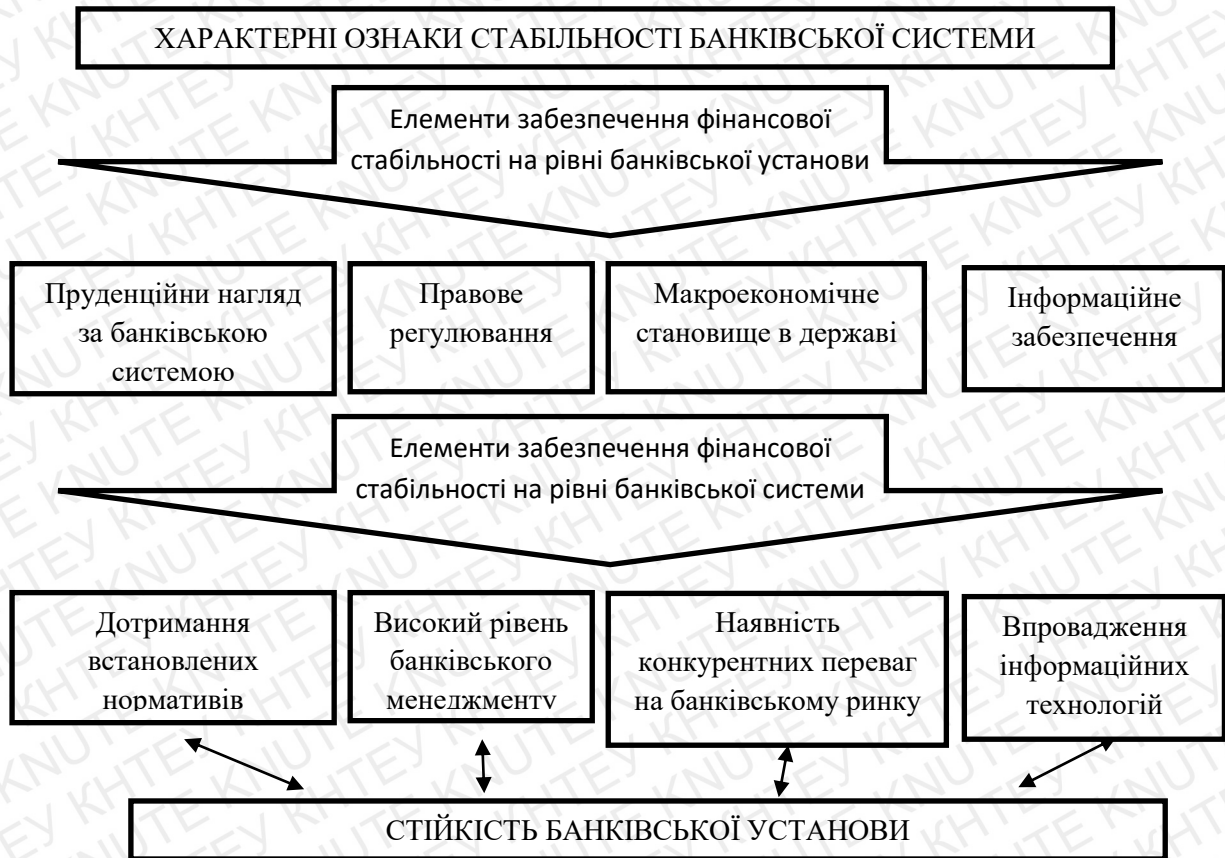 ХАРАКТЕРНІ ОЗНАКИ СТАБІЛЬНОСТІ БАНКІВСЬКОЇ СИСТЕМИ
Елементи забезпечення фінансової
стабільності на рівні банківської установи
Пруденційни нагляд
за банківською
системою
Правове
регулювання
Макроекономічне
становище в державі
Інформаційне
забезпечення
Елементи забезпечення фінансової
стабільності на рівні банківської системи
Дотримання
встановлених
нормативів
Високий рівень
банківського
менеджменту
Наявність
конкурентних переваг
на банківському ринку
Впровадження
інформаційних
технологій
СТІЙКІСТЬ БАНКІВСЬКОЇ УСТАНОВИ